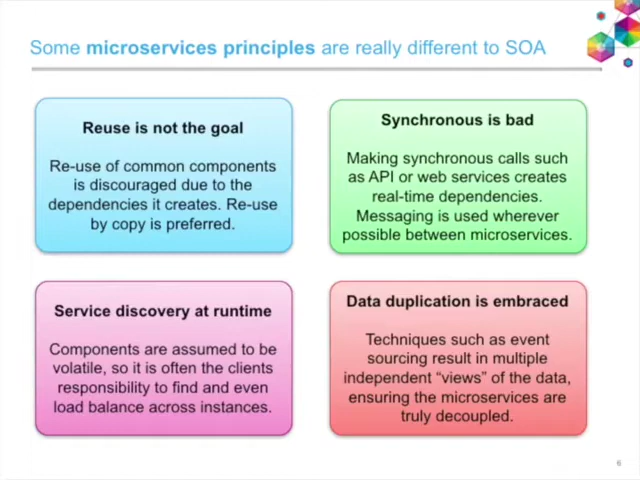 Some microservices principles are really different to SOA
Reuse is not the goal
Re-use of common components
is discouraged due to the
dependencies it creates. Re-use
by copy is preferred.
Synchronous is bad
Making synchronous calls such
as API or web services creates
real-time dependencies.
Messaging is used wherever
possible between microservices.
Service discovery at runtime
Components are assumed to be
volatile, so it is often the clients
responsibility to find and even
load balance across instances.
Data duplication is embraced
Techniques such as event
sourcing result in multiple
independent “views” of the data,
ensuring the microservices are
truly decoupled.
6